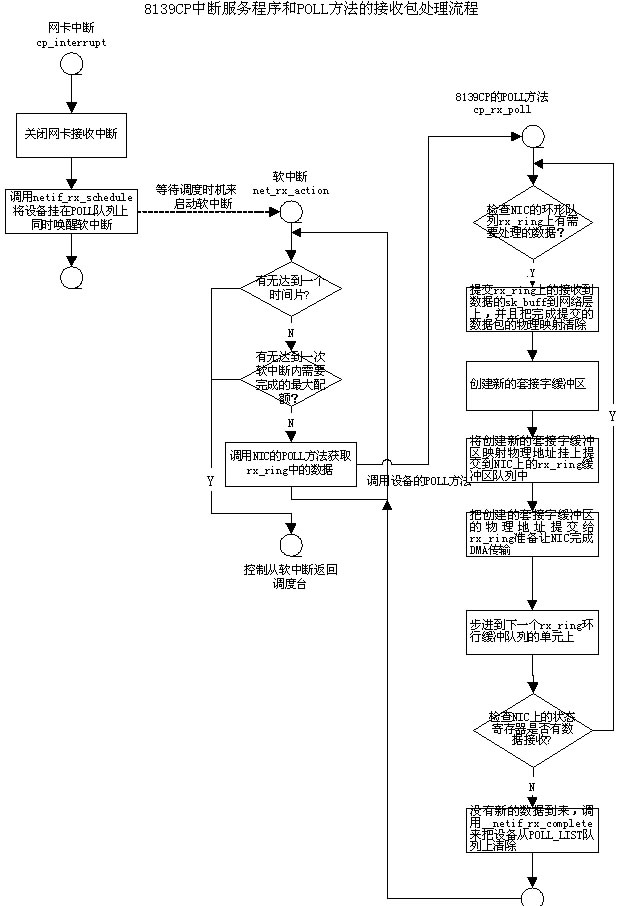 8139CP中断服务程序和POLL方法的接收包处理流程
网卡中断
cp_interrupt
关闭网卡接收中断
调用netif_rx_schedule
将设备挂在POLL队列上
同时唤醒软中断
等待调度时机来
启动软中断
软中断
net_rx_action
有无达到一个
时间片?
N
有无达到一次
软中断内需要
完成的最大配
额?
N
调用NIC的POLL方法获取
rx_ring中的数据
Y
控制从软中断返回
调度台
调用设备的POLL方法
8139CP的POLL方法
cp_rx_poll
检查NIC的环形队
列rx_ring上有需
要处理的数据?
Y
提交rx_ring上的接收到
数据的sk_buff到网络层
上，并且把完成提交的
数据包的物理映射清除
创建新的套接字缓冲区
将创建新的套接字缓冲
区映射物理地址挂上提
交到NIC上的rx_ring缓
冲区队列中
把创建的套接字缓冲区
的物理地址提交给
rx_ring准备让NIC完成
DMA传输
步进到下一个rx_ring环
行缓冲队列的单元上
检查NIC上的状态
寄存器是否有数
据接收?
Y
N
没有新的数据到来，调
用__netif_rx_complete
来把设备从POLL_LIST队
列上清除